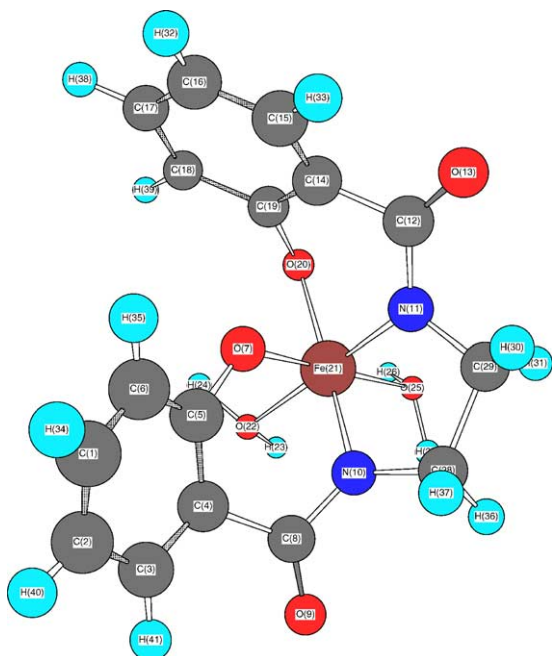 H(32)
H(38)
C(16)
H(33)
C(17)
C(15)
C(18)
C(14)
O(13)
H(39)
C(19)
C(12)
O(20)
N(11)
H(35)
O(7)
H(30)
H(31)
Fe(21)
H(26)
C(29)
H(24)
O(25)
C(6)
C(5)
H(34)
O(22)
H(23)
C(1)
N(10)
H(37)
C(4)
H(36)
C(2)
C(8)
C(3)
H(40)
O(9)
H(41)